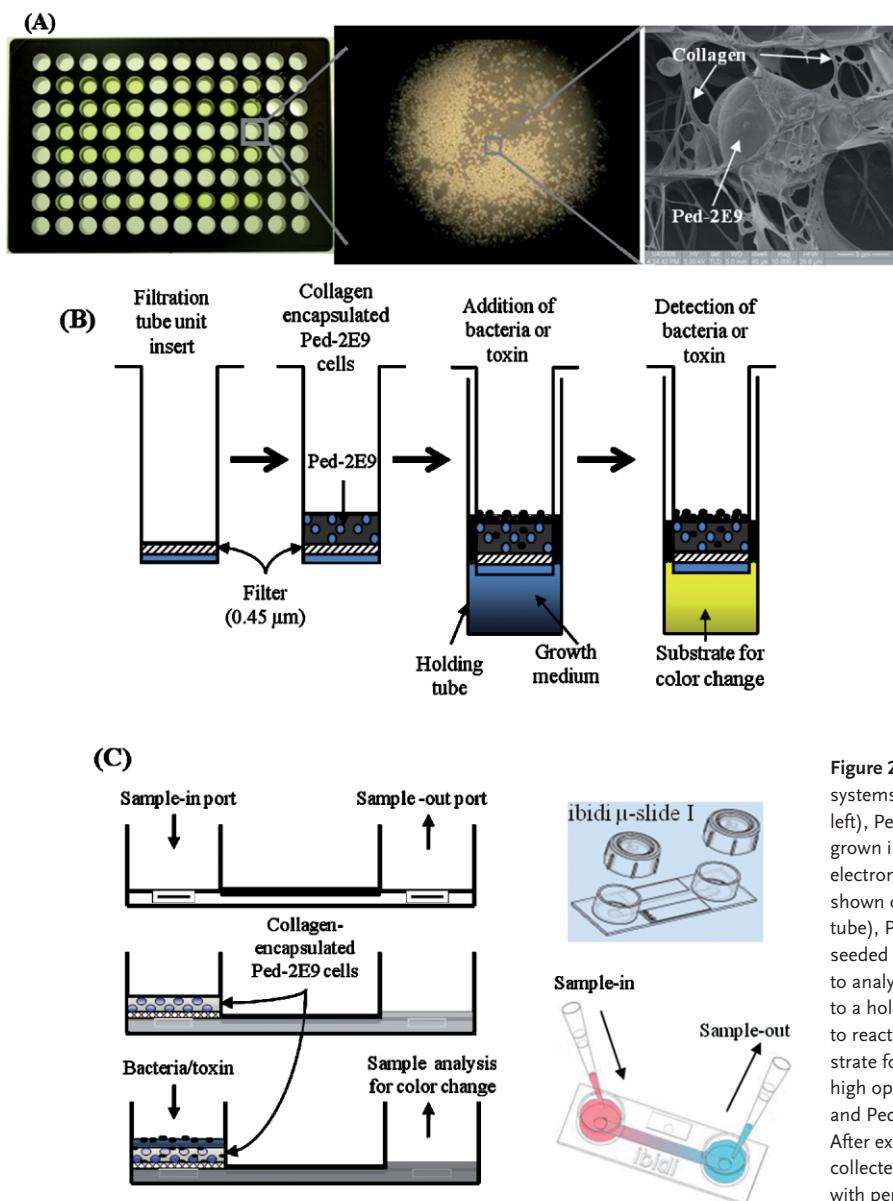 (A)
Collagen
Ped-2E9
(B)
Filtration
tube unit
insert
Collagen
encapsulated
Ped-2E9
cells
Addition of
bacteria or
toxin
Detection of
bacteria or
toxin
Ped-2E9
Filter
(0.45 µm)
Holding
tube
Growth
medium
Substrate for
color change
(C)
Sample-in port
Sample -out port
Collagen-
encapsulated
Ped-2E9 cells
Bacteria/toxin
Sample analysis
for color change
ibidi µ-slide I
Sample-in
Sample-out
ibidi
Figure 2
systems
left), Pe
grown i
electron
shown o
tube), P
seeded
to analy
to a hol
to react
strate fo
high op
and Pec
After ex
collecte
with per